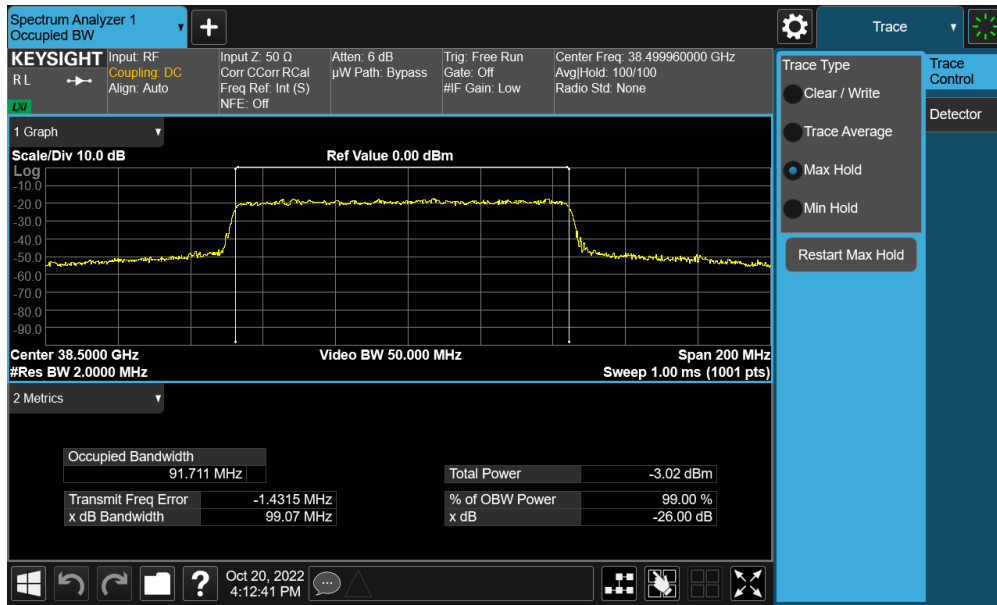 Spectrum Analyzer 1
Occupied BW
Trace
KEYSIGHT
R L
LXI
Input: RF
Coupling: DC
Align: Auto
Input Z: 50 Ω
Corr CCorr RCal
Freq Ref: Int (S)
NFE: Off
Atten: 6 dB
µW Path: Bypass
Trig: Free Run
Gate: Off
#IF Gain: Low
Center Freq: 38.499960000 GHz
Avg|Hold: 100/100
Radio Std: None
Trace Type
Clear / Write
Trace Average
Max Hold
Min Hold
Restart Max Hold
Trace
Control
Detector
1 Graph
Scale/Div 10.0 dB
Ref Value 0.00 dBm
Log
-10.0
-20.0
-30.0
-40.0
-50.0
-60.0
-70.0
-80.0
-90.0
Center 38.5000 GHz
Video BW 50.000 MHz
Span 200 MHz
#Res BW 2.0000 MHz
Sweep 1.00 ms (1001 pts)
2 Metrics
Occupied Bandwidth
91.711 MHz
Total Power -3.02 dBm
Transmit Freq Error -1.4315 MHz
% of OBW Power 99.00 %
x dB Bandwidth 99.07 MHz
x dB -26.00 dB
Oct 20, 2022
4:12:41 PM